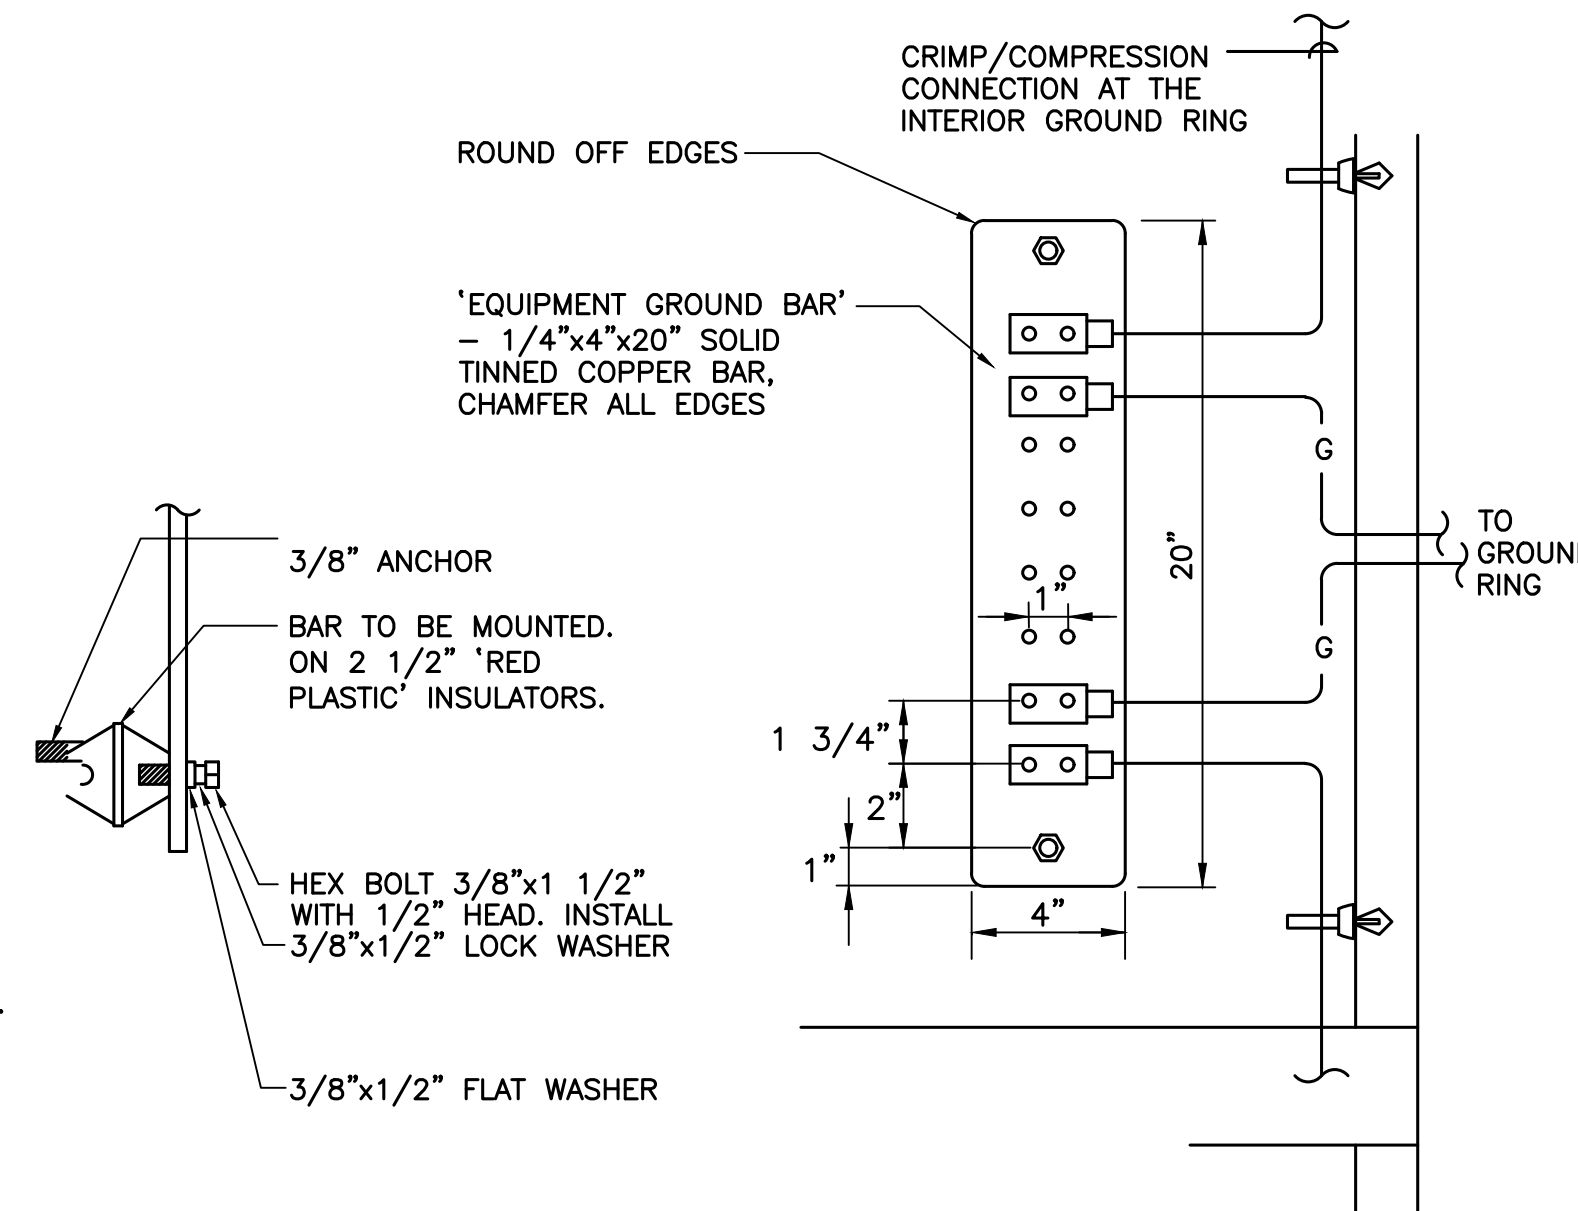 CRIMP/COMPRESSION
CONNECTION AT THE
INTERIOR GROUND RING
ROUND OFF EDGES
‘EQUIPMENT GROUND BAR’
– 1/4”x4”x20” SOLID
TINNED COPPER BAR,
CHAMFER ALL EDGES
G
20”
TO
GROUN
RING
3/8” ANCHOR
1”
BAR TO BE MOUNTED.
ON 2 1/2” ‘RED
PLASTIC’ INSULATORS.
G
1 3/4”
2”
1”
4”
HEX BOLT 3/8”x1 1/2”
WITH 1/2” HEAD. INSTALL
3/8”x1/2” LOCK WASHER
3/8”x1/2” FLAT WASHER